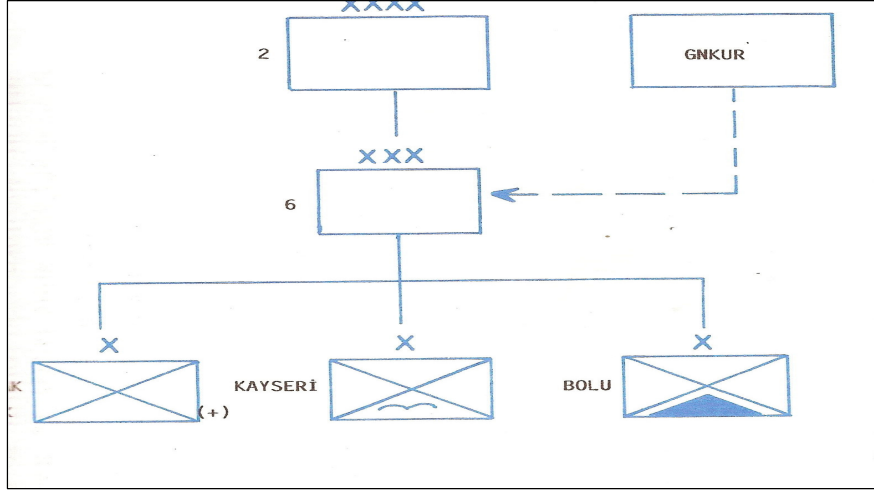 XXXX
2
GNKUR
XXX
6
X
X
X
KAYSERİ
BOLU
(+)